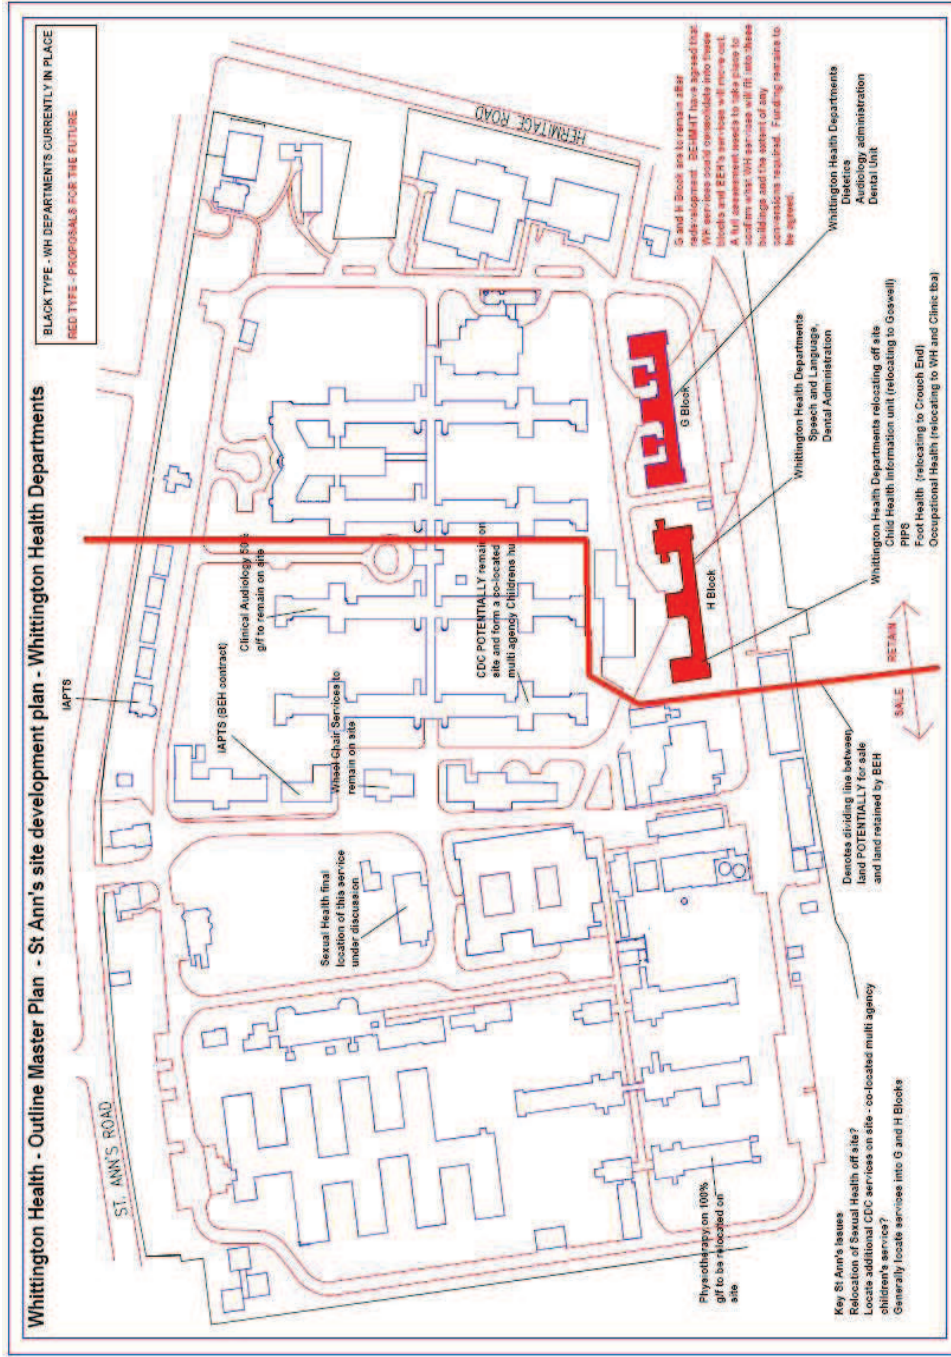 Whittington Health - Outline Master Plan - St Ann's site development plan - Whittington Health Departments
BLACK TYPE - WH DEPARTMENTS CURRENTLY IN PLACE
RED TYPE - PROPOSALS FOR THE FUTURE
ST. ANN'S ROAD
IAPTS
HERMITAGE ROAD
IAPTS (BEH contract)
Clinical Audiology 50%
g/f to remain on site
Wheel Chair Services to
remain on site
Sexual Health final
location of this service
under discussion
CDC POTENTIALLY remain on
site and form a co-located
multi agency Childrens hu
G and H Block are to remain after
redevelopment. BEHMHT have agreed that
WH services could consolidate into these
blocks and BEH's services will move out.
A full assessment needs to take place to
confirm what WH services will fit into these
buildings and the extent of any
conversions required. Funding remains to
be agreed.
G Block
H Block
Physiotherapy on 100%
g/f to be relocated on
site
Whittington Health Departments
Dietetics
Audiology administration
Dental Unit
Whittington Health Departments
Speech and Language,
Dental Administration
Whittington Health Departments relocating off site
Child Health Information unit (relocating to Goswell)
PIPS
Foot Health (relocating to Crouch End)
Occupational Health (relocating to WH and Clinic tba)
Denotes dividing line between
land POTENTIALLY for sale
and land retained by BEH
SALE
RETAIN
Key St Ann's Issues
Relocation of Sexual Health off site?
Locate additional CDC services on site - co-located multi agency
children's service?
Generally locate services into G and H Blocks